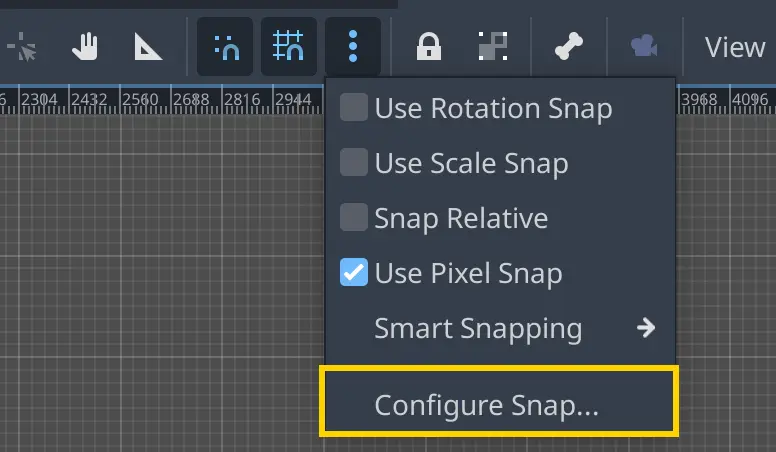 View
2304 2432 2560 2688 2816 2944 3968 4096
Use Rotation Snap
Use Scale Snap
Snap Relative
Use Pixel Snap
Smart Snapping
Configure Snap...